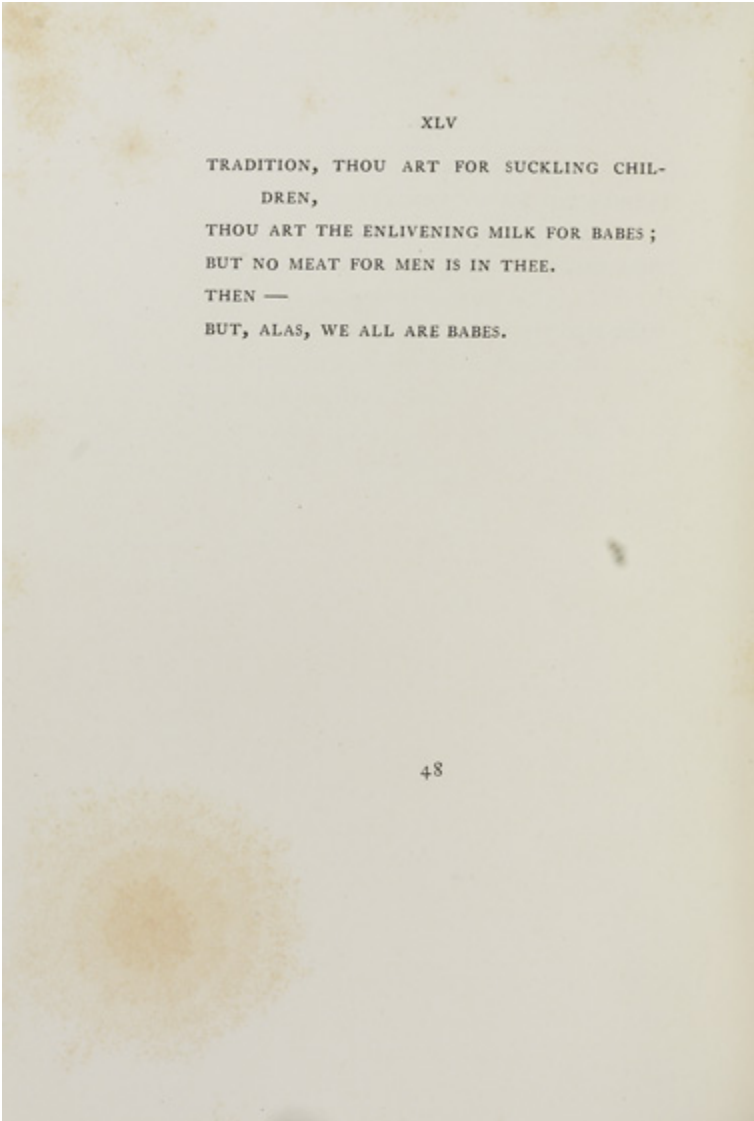 XLV
TRADITION, THOU ART FOR SUCKLING CHIL-
DREN,
THOU ART THE ENLIVENING MILK FOR BABES ;
BUT NO MEAT FOR MEN IS IN THEE.
THEN —
BUT, ALAS, WE ALL ARE BABES.
48